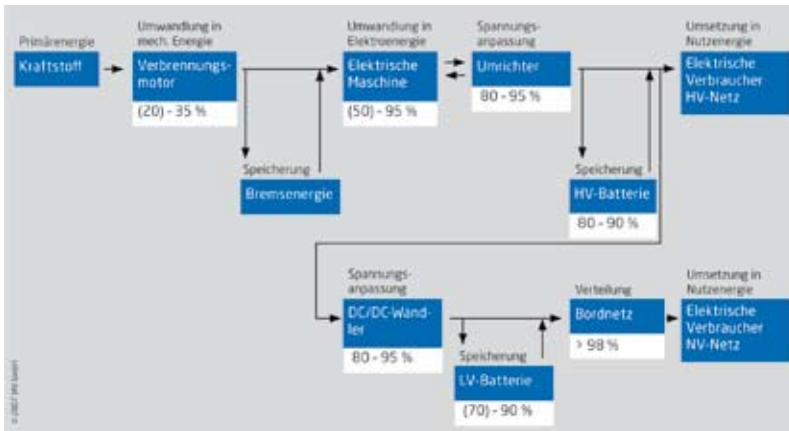 Primärenergie
Kraftstoff
Umwandlung in
mech. Energie
Verbrennungs-
motor
(20) - 35 %
Speicherung
Bremsenergie
Umwandlung in
Elektroenergie
Elektrische
Maschine
(50) - 95 %
Spannungs-
anpassung
Umrichter
80 - 95 %
Speicherung
HV-Batterie
80 - 90 %
Umsetzung in
Nutzenergie
Elektrische
Verbraucher
HV-Netz
Spannungs-
anpassung
DC/DC-Wand-
ler
80 - 95 %
Speicherung
LV-Batterie
(70) - 90 %
Verteilung
Bordnetz
> 98 %
Umsetzung in
Nutzenergie
Elektrische
Verbraucher
NV-Netz